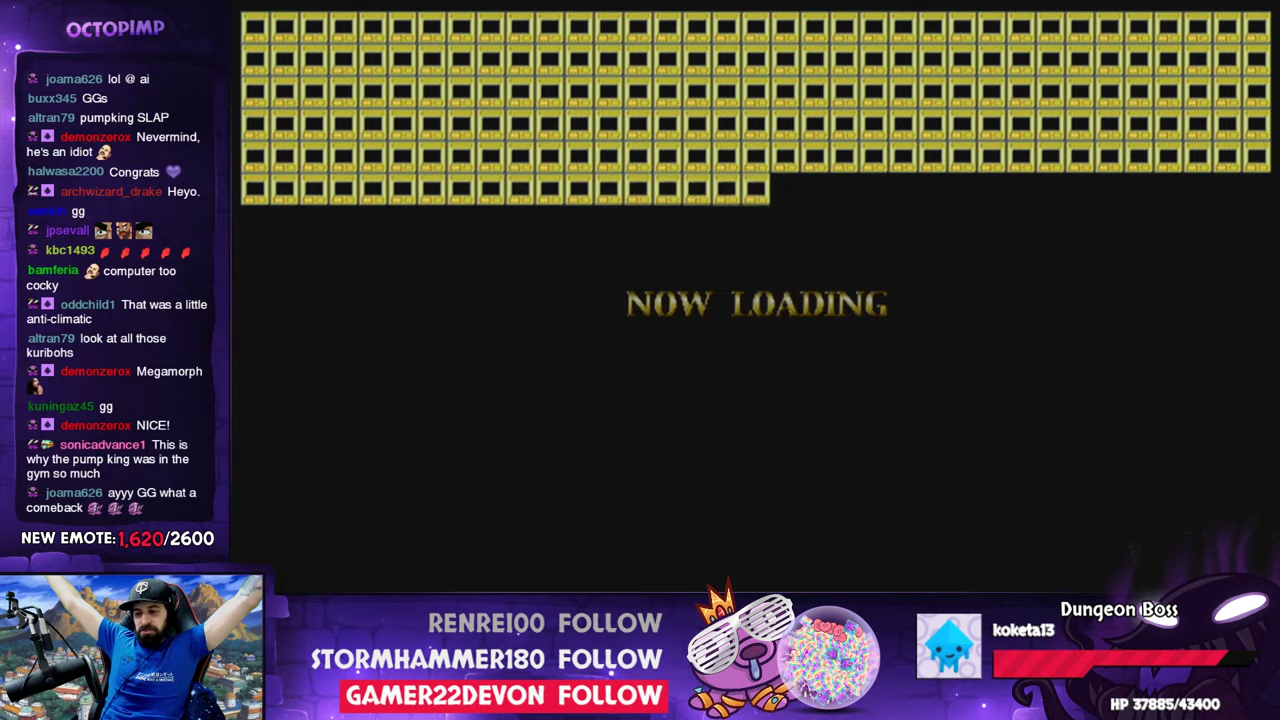 OCTOPIMP
joama626 lol @ ai
buxx345 GGs
altran79 pumpking SLAP
demonzerox Nevermind,
he's an idiot
halwasa2200 Congrats
archwizard_drake Heyo.
gg
jpsevall
kbc1493
bamferia computer too
cocky
oddchild1 That was a little
anti-climatic
altran79 look at all those
kuribohs
demonzerox Megamorph
kuningaz45 gg
demonzerox NICE!
sonicadvance1 This is
why the pump king was in the
gym so much
joama626 ayyy GG what a
comeback
NEW EMOTE: 1,620/2600
NOW LOADING
RENREI00 FOLLOW
STORMHAMMER180 FOLLOW
GAMER22DEVON FOLLOW
Dungeon Boss
koketa13
HP 37885/43400